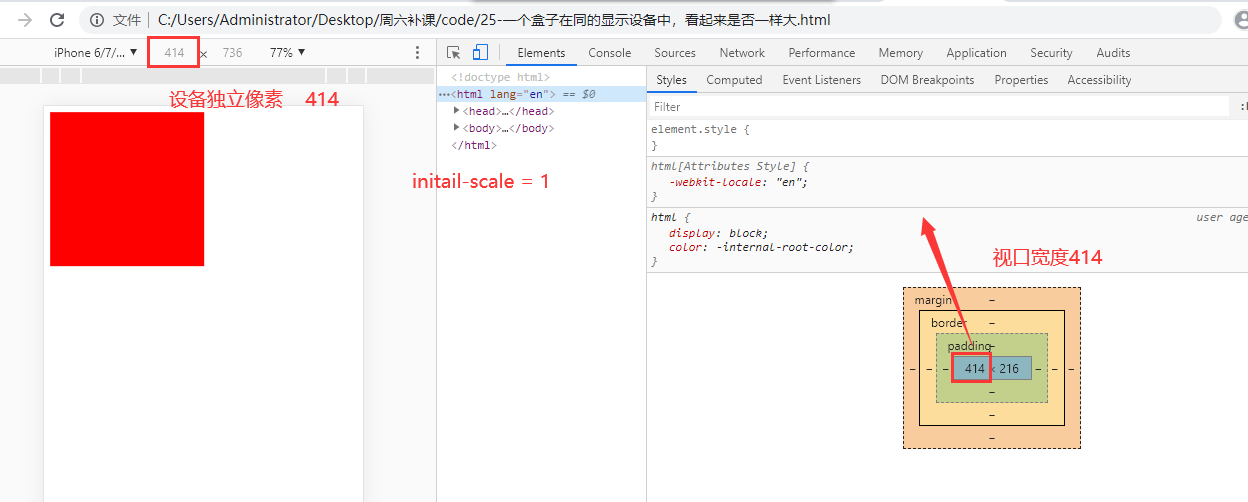 文件 C:/Users/Administrator/Desktop/周六补课/code/25-一个盒子在同的显示设备中，看起来是否一样大.html
iPhone 6/7/... ▼ 414 × 736 77% ▼
Elements Console Sources Network Performance Memory Application Security Audits
Styles Computed Event Listeners DOM Breakpoints Properties Accessibility
Filter
设备独立像素 414
<!doctype html>
<html lang="en"> == $0
<head>…</head>
<body>…</body>
</html>
initail-scale = 1
element.style {
}
html[Attributes Style] {
-webkit-locale: "en";
}
html {
user age
display: block;
color: -internal-root-color;
}
视口宽度414
margin –
border –
padding –
– – – 414 × 216 – – –
–
–
–